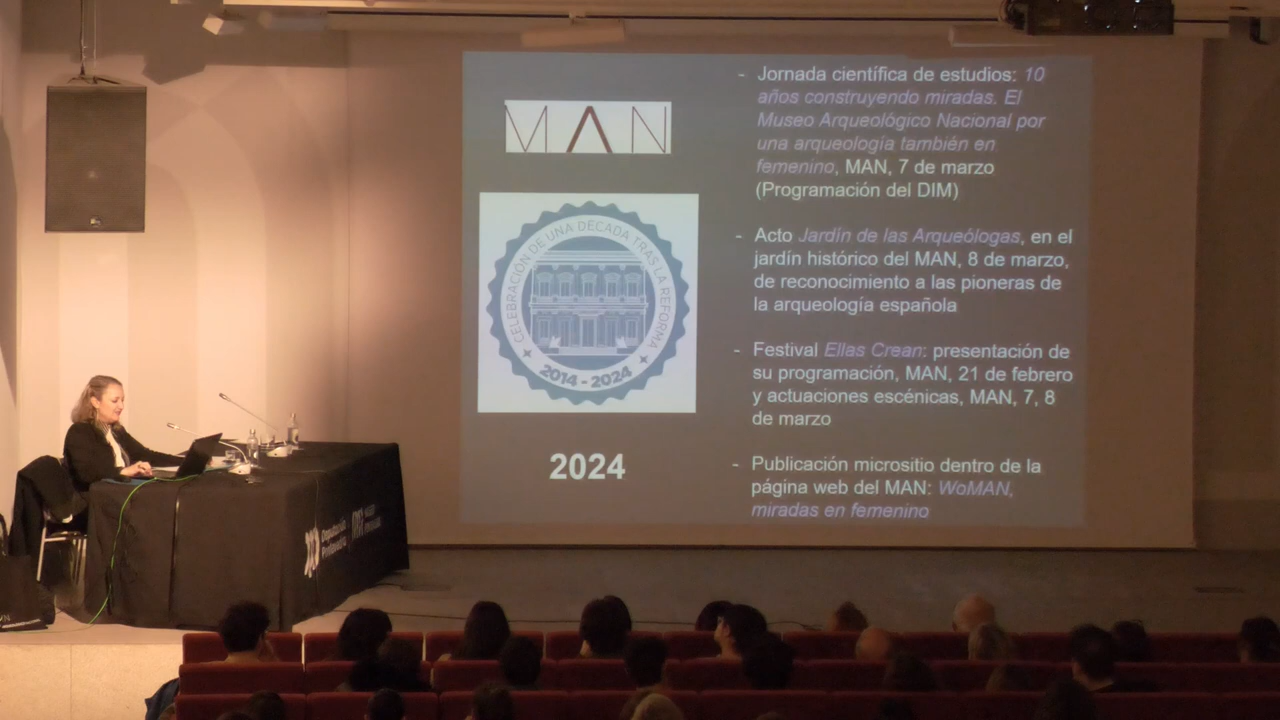 MAN
CELEBRACIÓN DE UNA DÉCADA TRAS LA REFORMA
2014 - 2024
2024
- Jornada científica de estudios: 10
años construyendo miradas. El
Museo Arqueológico Nacional por
una arqueología también en
femenino, MAN, 7 de marzo
(Programación del DIM)
- Acto Jardín de las Arqueólogas, en el
jardín histórico del MAN, 8 de marzo,
de reconocimiento a las pioneras de
la arqueología española
- Festival Ellas Crean: presentación de
su programación, MAN, 21 de febrero
y actuaciones escénicas, MAN, 7, 8
de marzo
- Publicación micrositio dentro de la
página web del MAN: WoMAN,
miradas en femenino